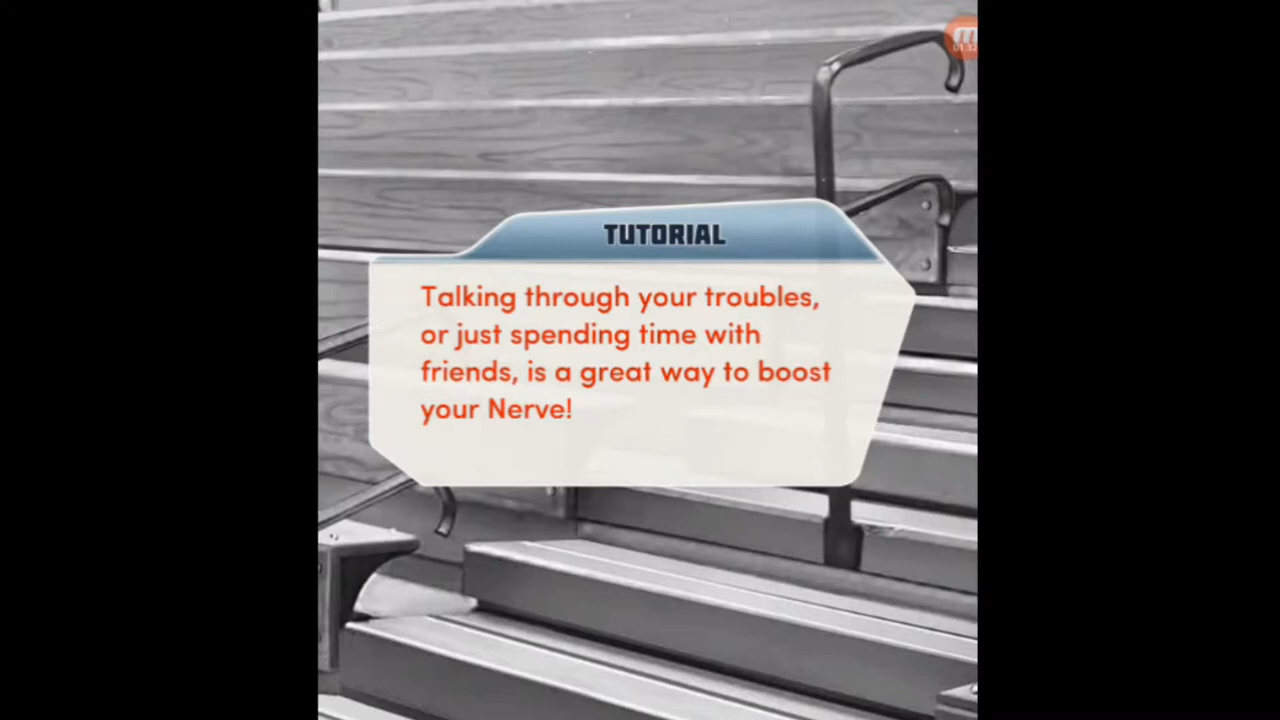 TUTORIAL
Talking through your troubles,
or just spending time with
friends, is a great way to boost
your Nerve!